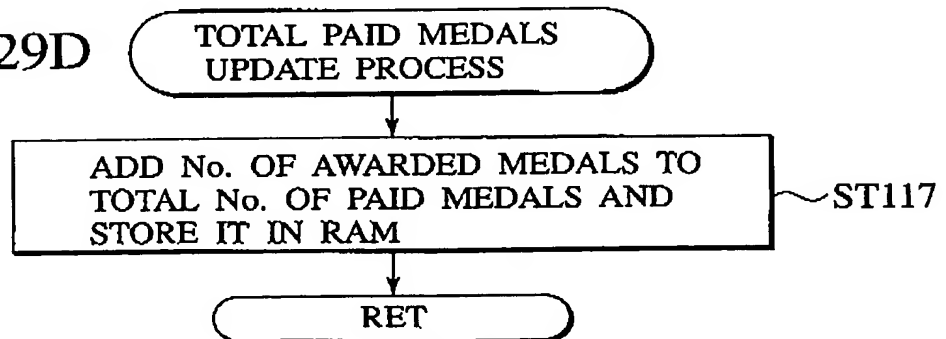 29D
TOTAL PAID MEDALS
UPDATE PROCESS
ADD No. OF AWARDED MEDALS TO
TOTAL No. OF PAID MEDALS AND
STORE IT IN RAM
ST117
RET